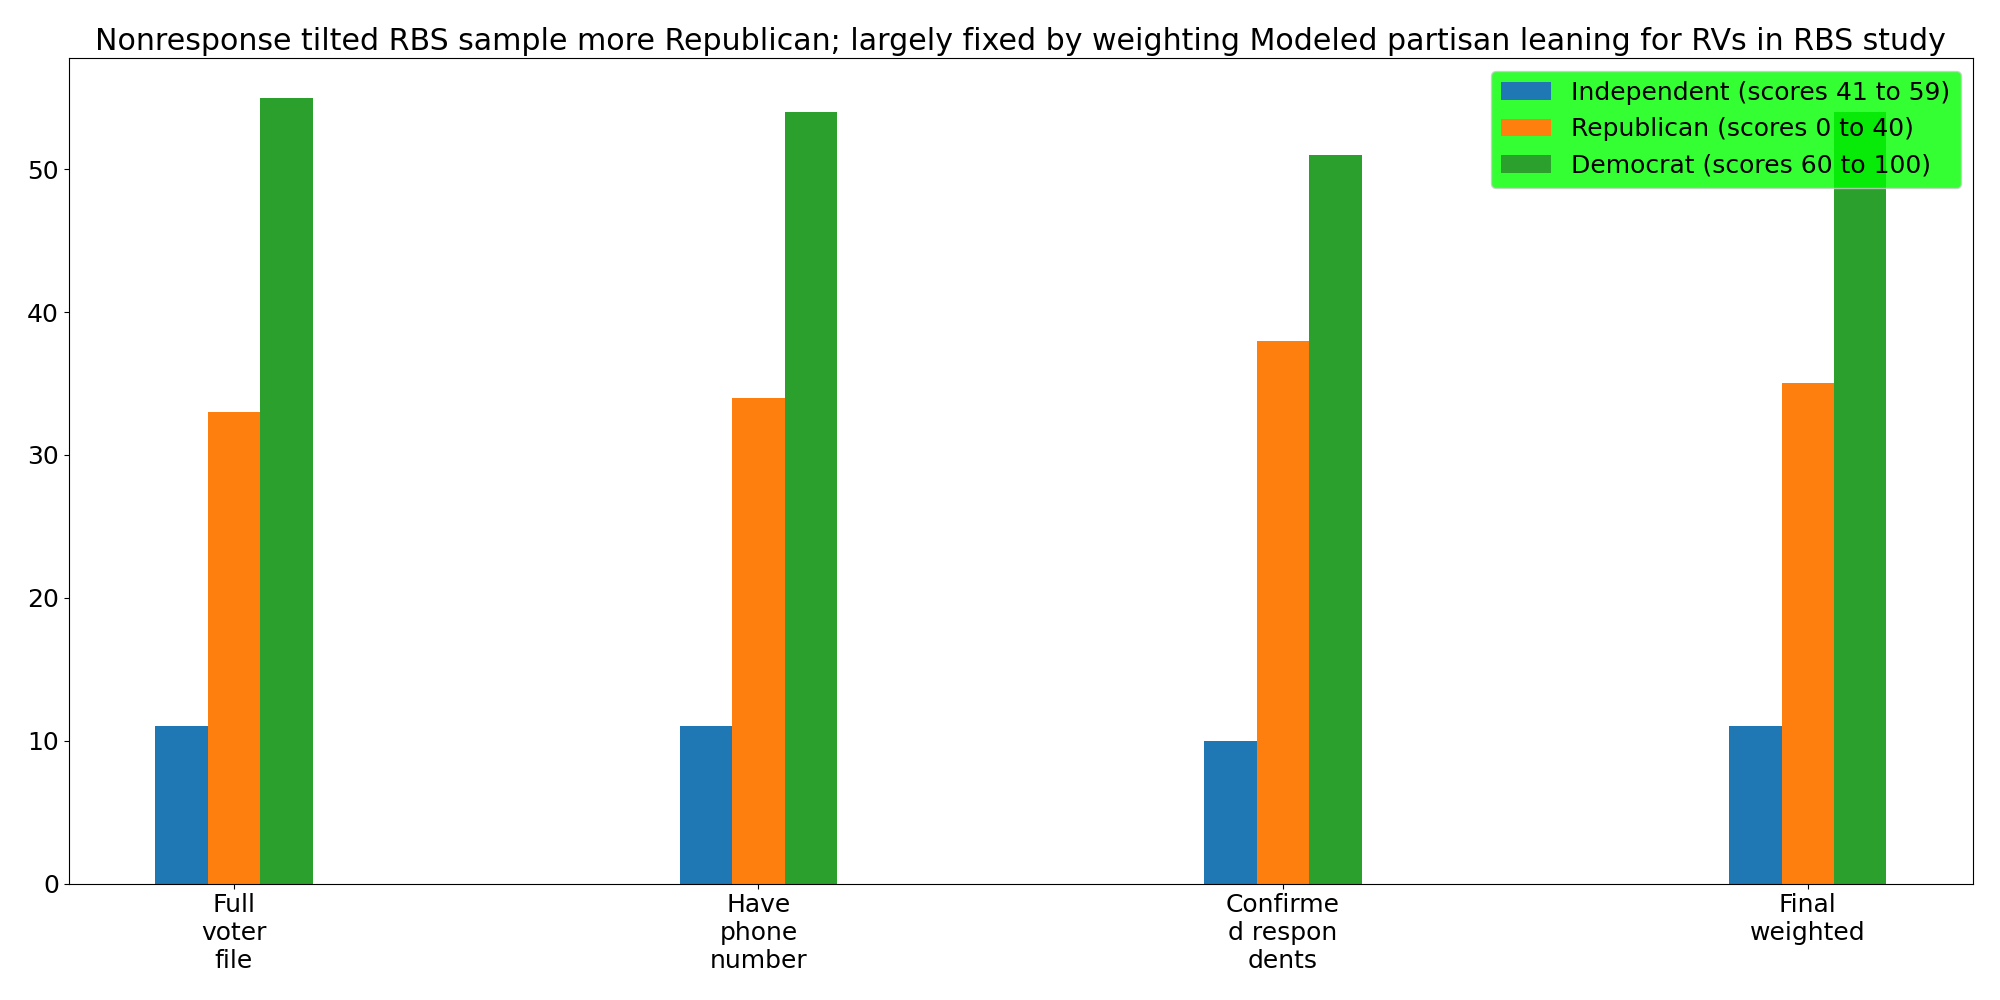 Nonresponse tilted RBS sample more Republican; largely fixed by weighting Modeled partisan leaning for RVs in RBS study
Independent (scores 41 to 59)
Republican (scores 0 to 40)
Democrat (scores 60 to 100)
50
40
30
20
10
0
Full
voter
file
Have
phone
number
Confirme
d respon
dents
Final
weighted